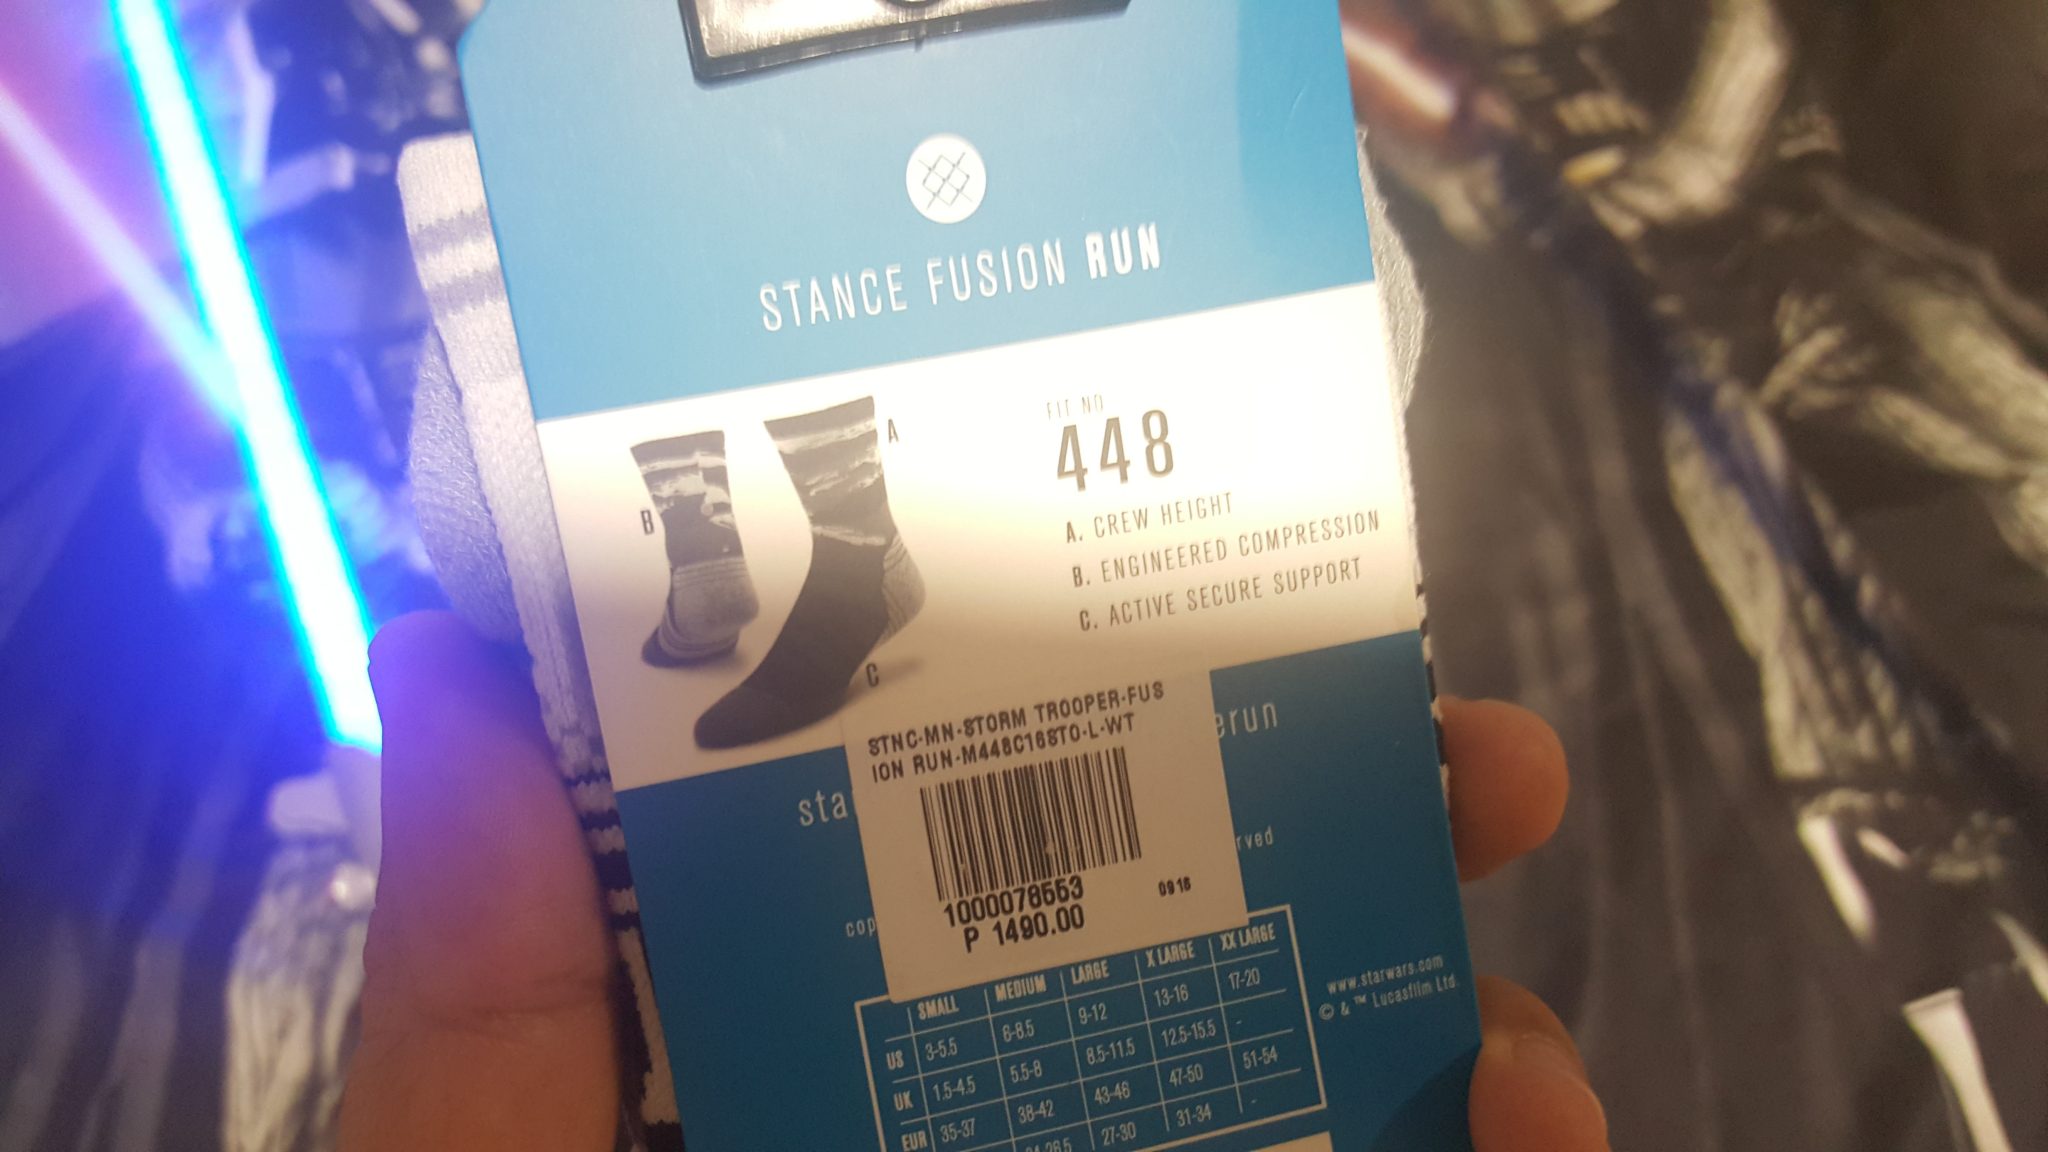 STANCE FUSION RUN
FIT NO
448
A. CREW HEIGHT
B. ENGINEERED COMPRESSION
C. ACTIVE SECURE SUPPORT
A
B
C
STNC-MN-STORM TROOPER-FUS
ION RUN-M448C16STO-L-WT
1000078553
P 1490.00
0916
sta
erun
cop
rved
SMALL MEDIUM LARGE X LARGE XX LARGE
US 3-5.5 6-8.5 9-12 13-16 17-20
UK 1.5-4.5 5.5-8 8.5-11.5 12.5-15.5 -
EUR 35-37 38-42 43-46 47-50 51-54
27-30 31-34 -
www.starwars.com
© & ™ Lucasfilm Ltd.